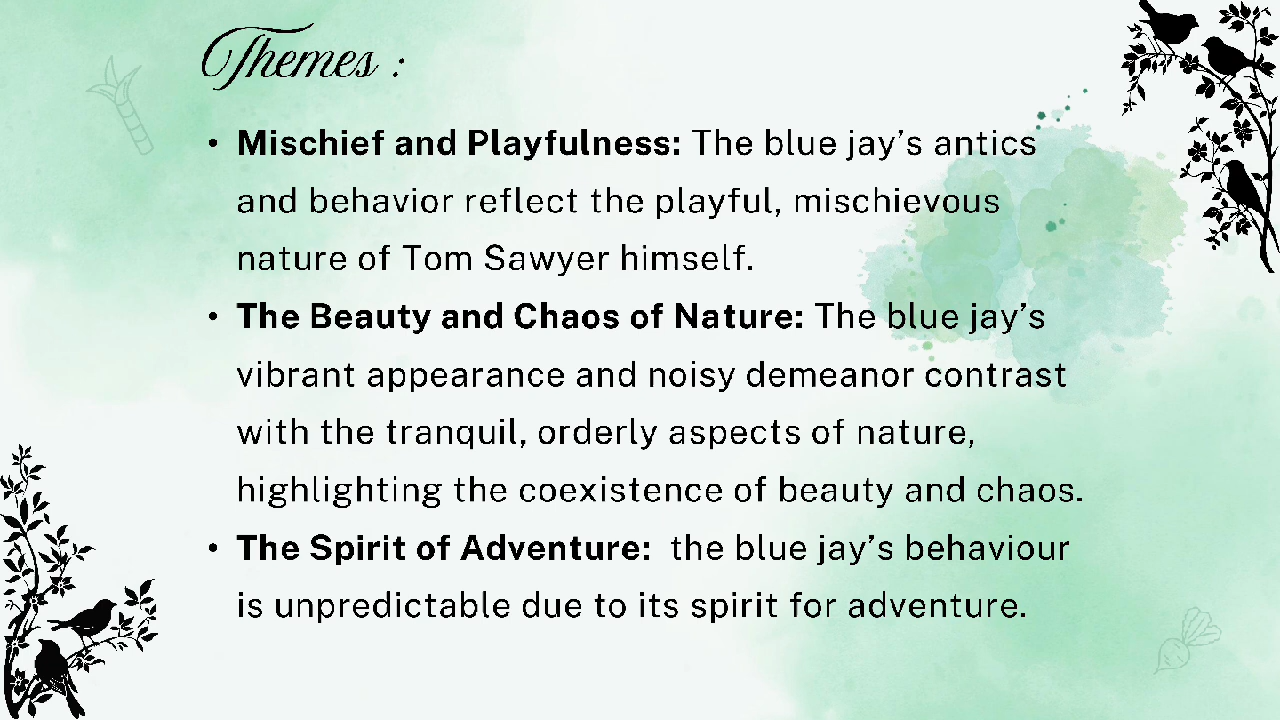 Themes :
• Mischief and Playfulness: The blue jay’s antics
and behavior reflect the playful, mischievous
nature of Tom Sawyer himself.
• The Beauty and Chaos of Nature: The blue jay’s
vibrant appearance and noisy demeanor contrast
with the tranquil, orderly aspects of nature,
highlighting the coexistence of beauty and chaos.
• The Spirit of Adventure:  the blue jay’s behaviour
is unpredictable due to its spirit for adventure.